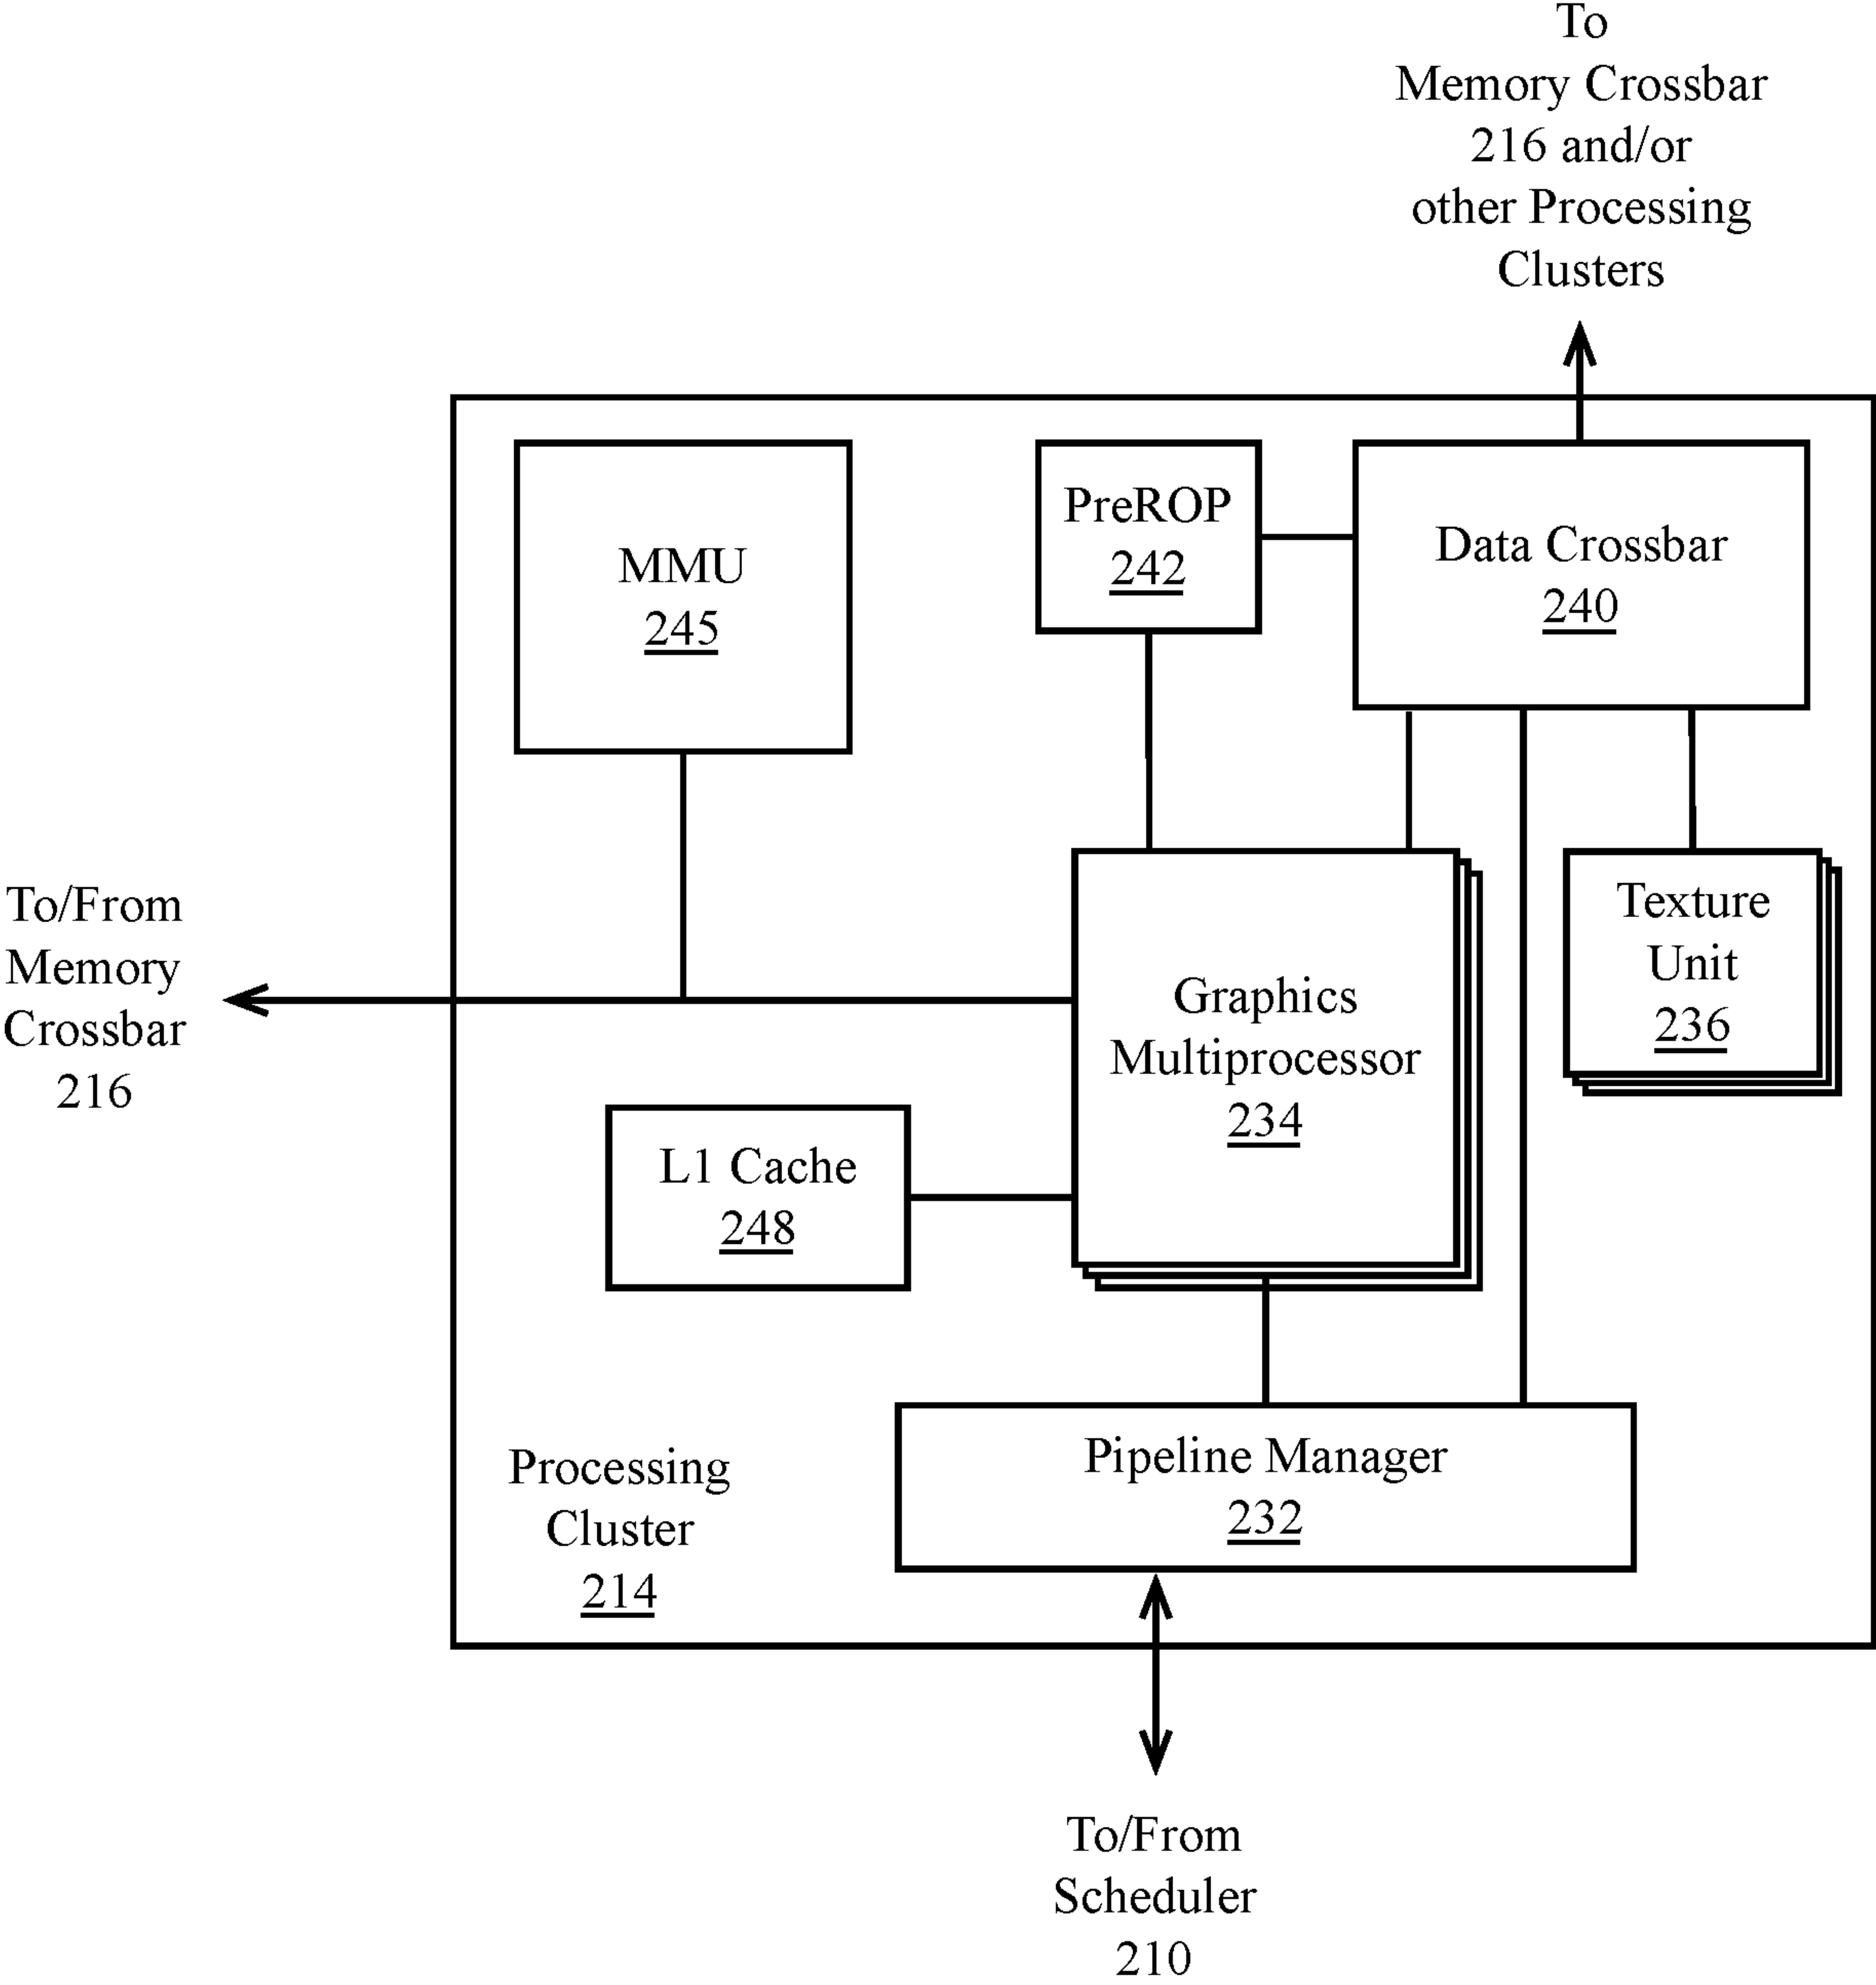 To
Memory Crossbar
216 and/or
other Processing
Clusters
MMU
245
PreROP
242
Data Crossbar
240
To/From
Memory
Crossbar
216
Graphics
Multiprocessor
234
Texture
Unit
236
L1 Cache
248
Processing
Cluster
214
Pipeline Manager
232
To/From
Scheduler
210